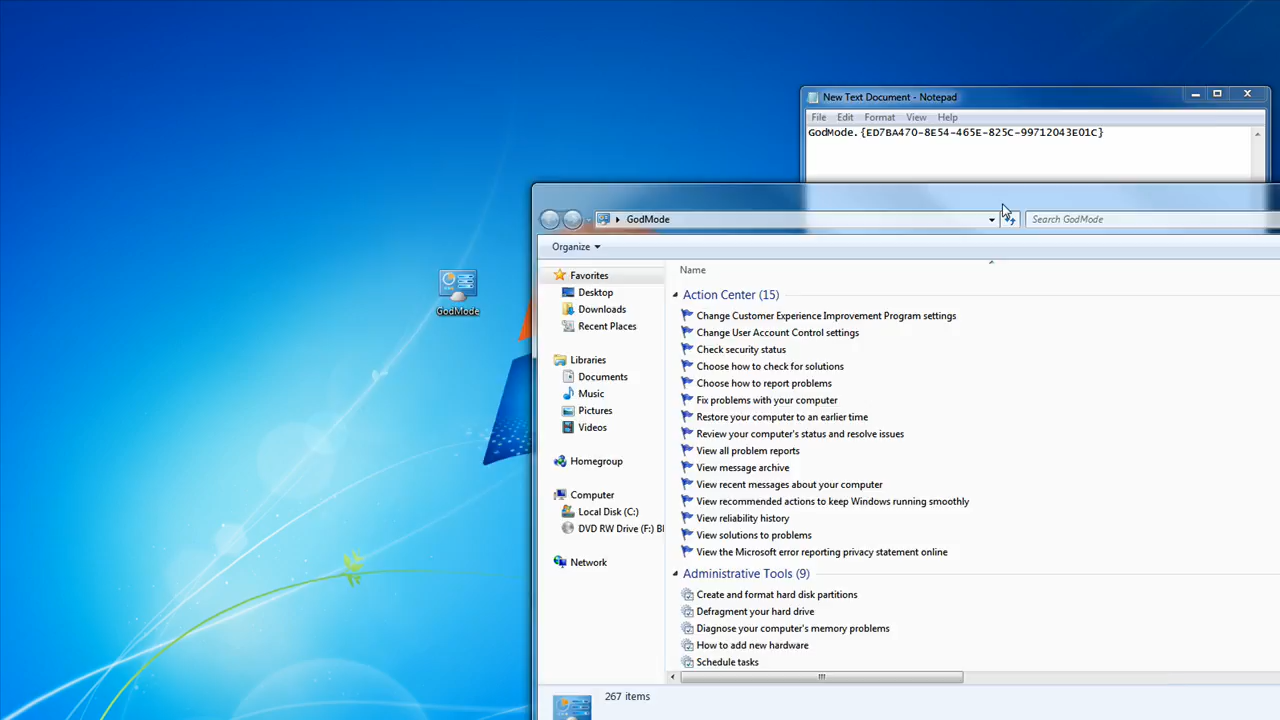 New Text Document - Notepad
File Edit Format View Help
GodMode.{ED7BA470-8E54-465E-825C-99712043E01C}
GodMode
GodMode
Search GodMode
Organize
Favorites
Desktop
Downloads
Recent Places
Libraries
Documents
Music
Pictures
Videos
Homegroup
Computer
Local Disk (C:)
DVD RW Drive (F:)
Network
Name
Action Center (15)
Change Customer Experience Improvement Program settings
Change User Account Control settings
Check security status
Choose how to check for solutions
Choose how to report problems
Fix problems with your computer
Restore your computer to an earlier time
Review your computer's status and resolve issues
View all problem reports
View message archive
View recent messages about your computer
View recommended actions to keep Windows running smoothly
View reliability history
View solutions to problems
View the Microsoft error reporting privacy statement online
Administrative Tools (9)
Create and format hard disk partitions
Defragment your hard drive
Diagnose your computer's memory problems
How to add new hardware
Schedule tasks
267 items